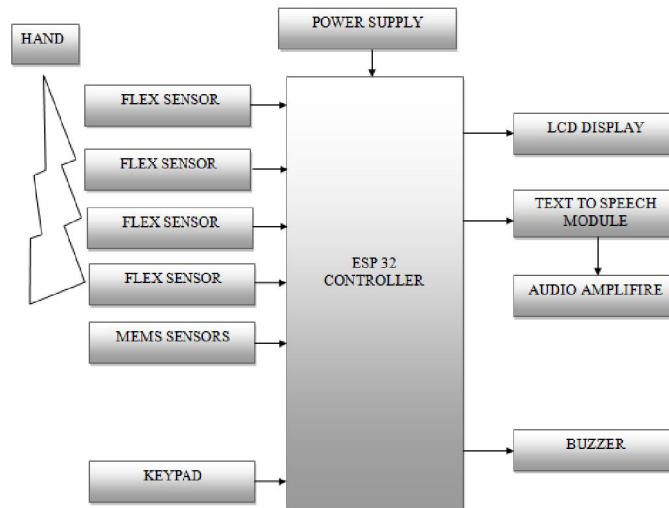 HAND
POWER SUPPLY
FLEX SENSOR
FLEX SENSOR
FLEX SENSOR
FLEX SENSOR
MEMS SENSORS
KEYPAD
ESP 32
CONTROLLER
LCD DISPLAY
TEXT TO SPEECH
MODULE
AUDIO AMPLIFIRE
BUZZER